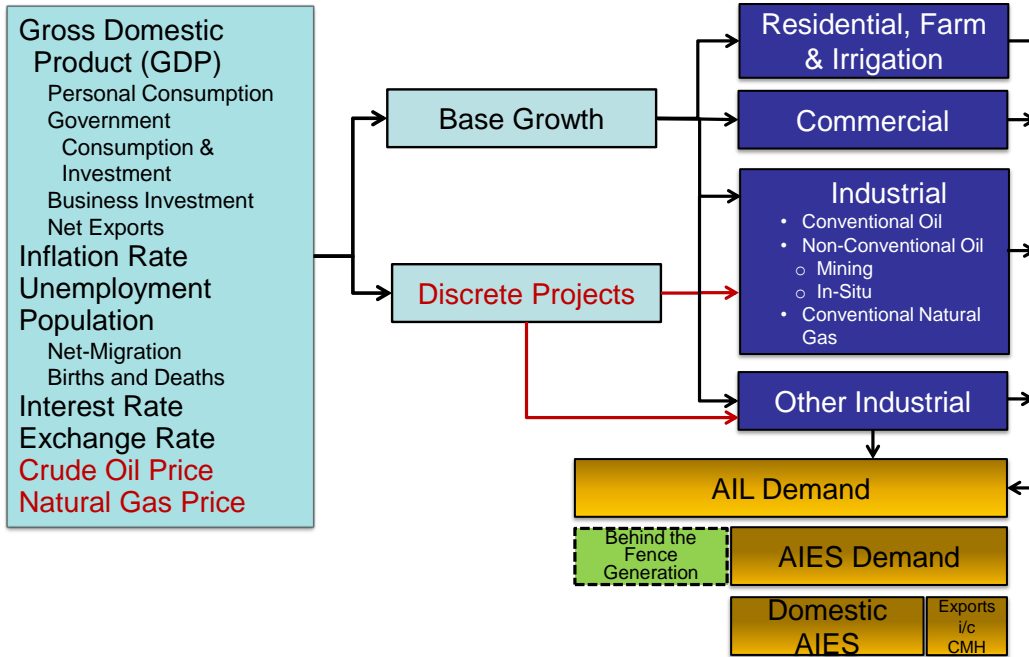 Gross Domestic
Product (GDP)
Personal Consumption
Government
Consumption &
Investment
Business Investment
Net Exports
Inflation Rate
Unemployment
Population
Net-Migration
Births and Deaths
Interest Rate
Exchange Rate
Crude Oil Price
Natural Gas Price
Base Growth
Discrete Projects
Residential, Farm
& Irrigation
Commercial
Industrial
• Conventional Oil
• Non-Conventional Oil
o Mining
o In-Situ
• Conventional Natural
Gas
Other Industrial
AIL Demand
Behind the
Fence
Generation
AIES Demand
Domestic
AIES
Exports
i/c
CMH